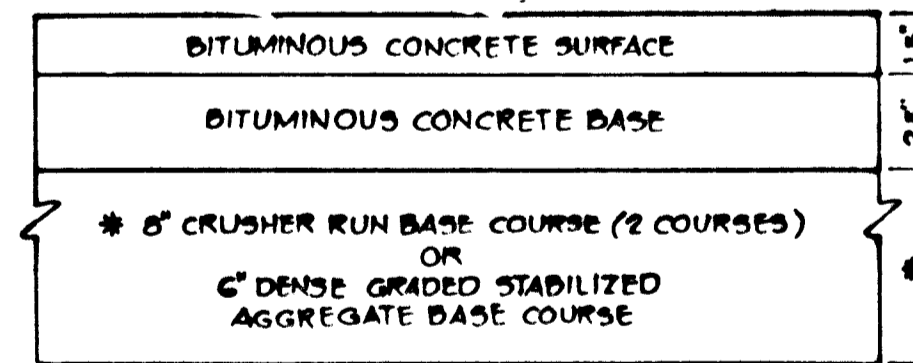 BITUMINOUS CONCRETE SURFACE
BITUMINOUS CONCRETE BASE
* 8" CRUSHER RUN BASE COURSE (2 COURSES)
OR
6" DENSE GRADED STABILIZED
AGGREGATE BASE COURSE
*